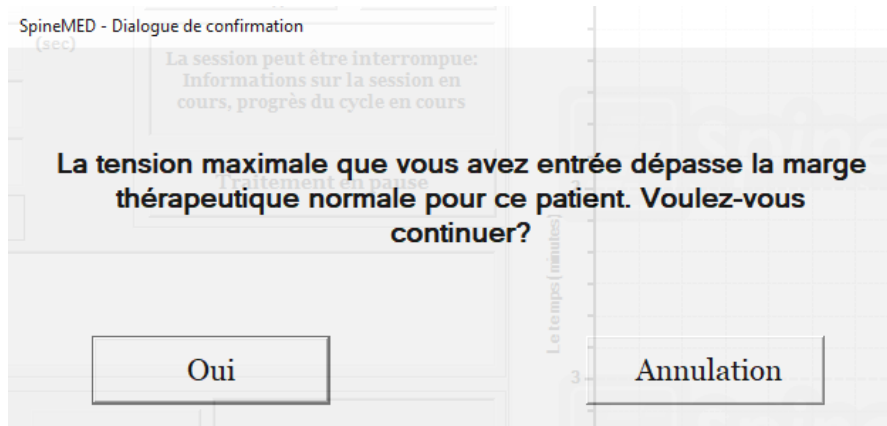 SpineMED - Dialogue de confirmation
(sec)
La session peut être interrompue:
Informations sur la session en
cours, progrès du cycle en cours
La tension maximale que vous avez entrée dépasse la marge
Traitement en pause
thérapeutique normale pour ce patient. Voulez-vous
continuer?
Le temps (minutes)
Oui
3
Annulation